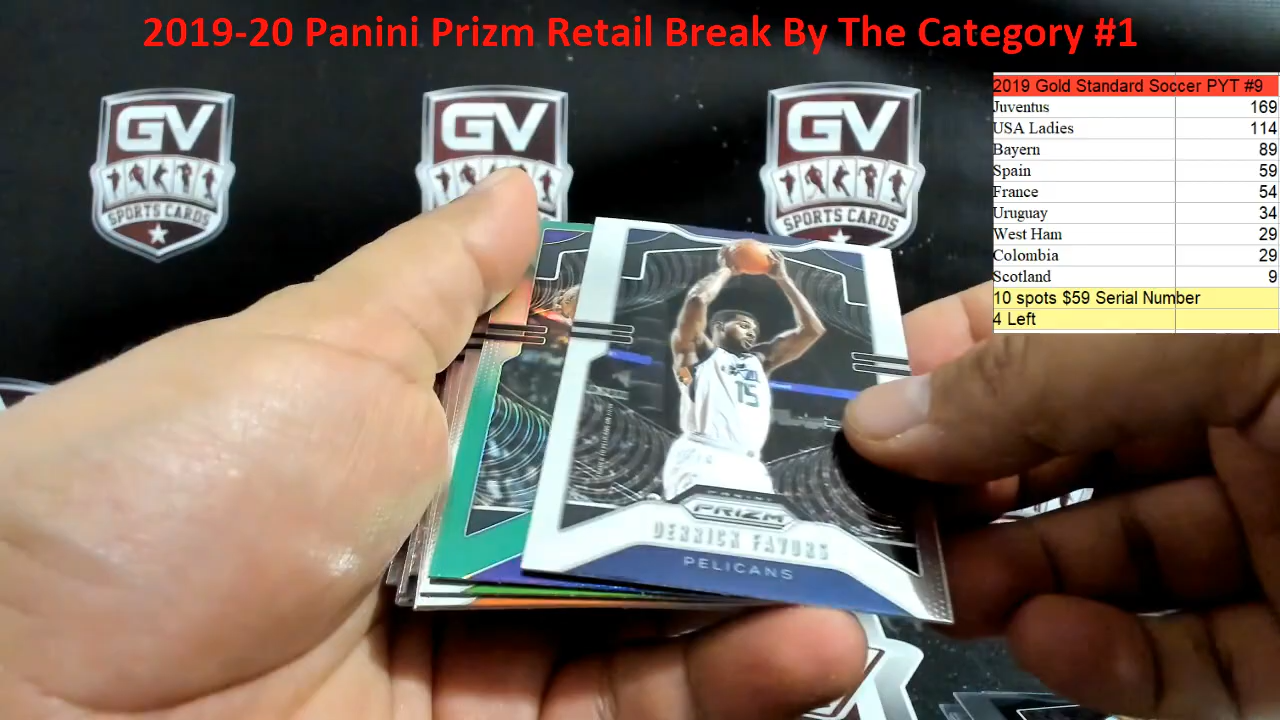 2019-20 Panini Prizm Retail Break By The Category #1
2019 Gold Standard Soccer PYT #9
Juventus 169
USA Ladies 114
Bayern 89
Spain 59
France 54
Uruguay 34
West Ham 29
Colombia 29
Scotland 9
10 spots $59 Serial Number
4 Left
GV
SPORTS CARDS
GV
SPORTS CARDS
GV
SPORTS CARDS
15
PANINI
PRIZM
DERRICK FAVORS
PELICANS